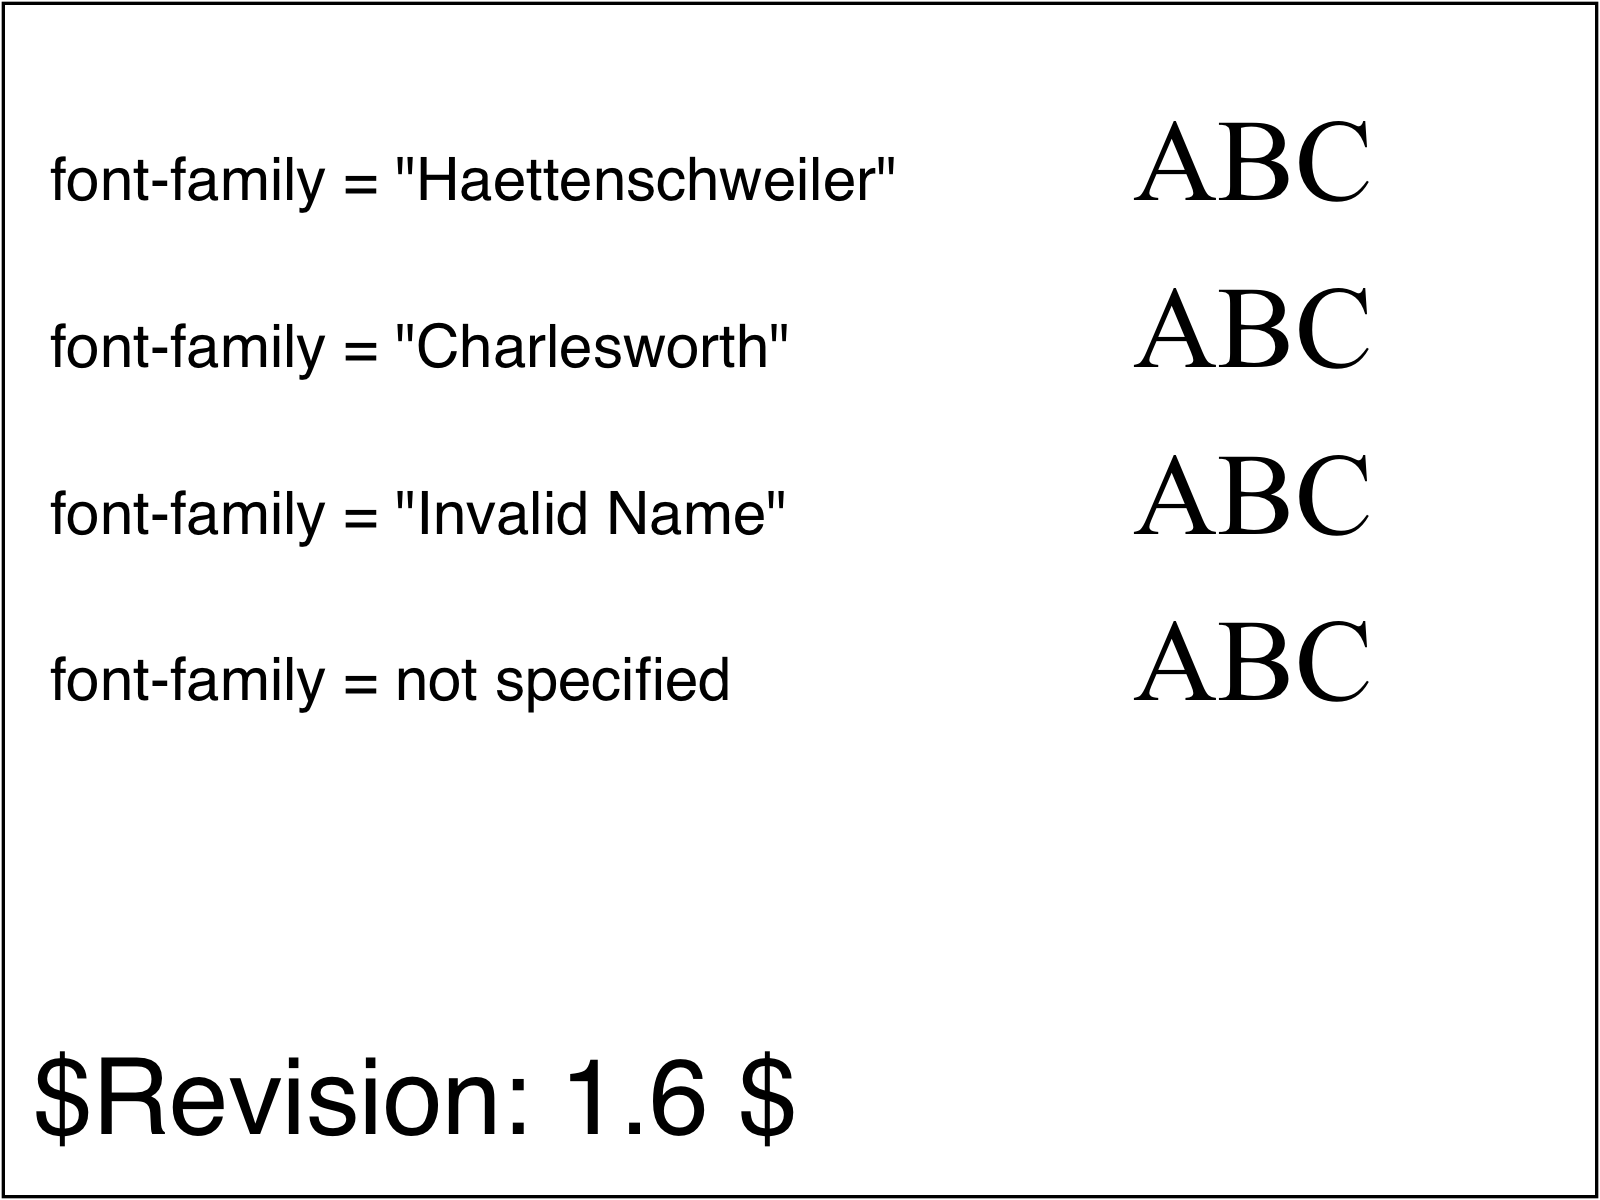 font-family = "Haettenschweiler" ABC
font-family = "Charlesworth" ABC
font-family = "Invalid Name" ABC
font-family = not specified ABC
$Revision: 1.6 $